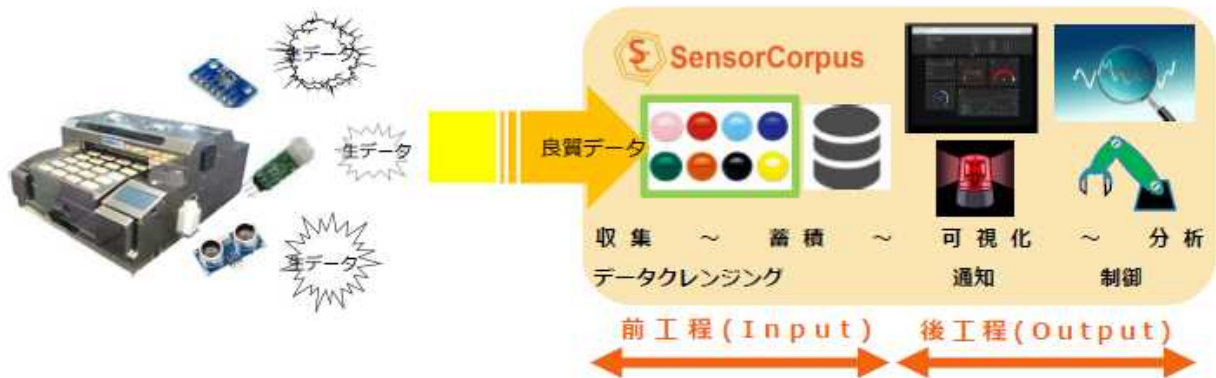 生データ
生データ
生データ
良質データ
SensorCorpus
収集 ～ 蓄積 ～ 可視化 ～ 分析
データクレンジング 通知 制御
前工程(Input) 後工程(Output)